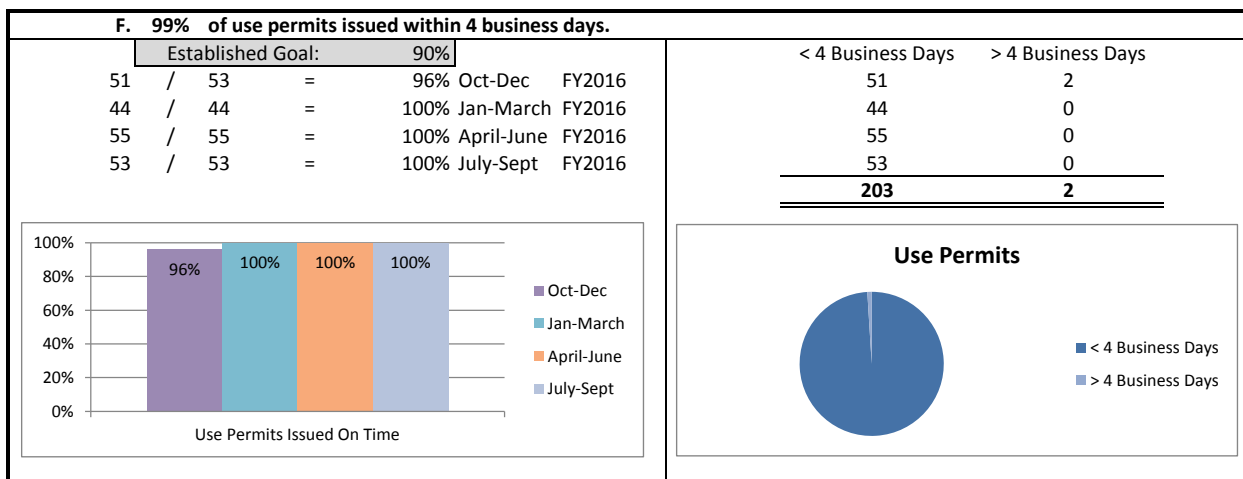 F. 99% of use permits issued within 4 business days.
Established Goal: 90%
51 / 53 = 96% Oct-Dec FY2016
44 / 44 = 100% Jan-March FY2016
55 / 55 = 100% April-June FY2016
53 / 53 = 100% July-Sept FY2016
< 4 Business Days > 4 Business Days
51 2
44 0
55 0
53 0
203 2
100%
80%
60%
40%
20%
0%
96% 100% 100% 100%
Use Permits Issued On Time
Oct-Dec
Jan-March
April-June
July-Sept
Use Permits
< 4 Business Days
> 4 Business Days